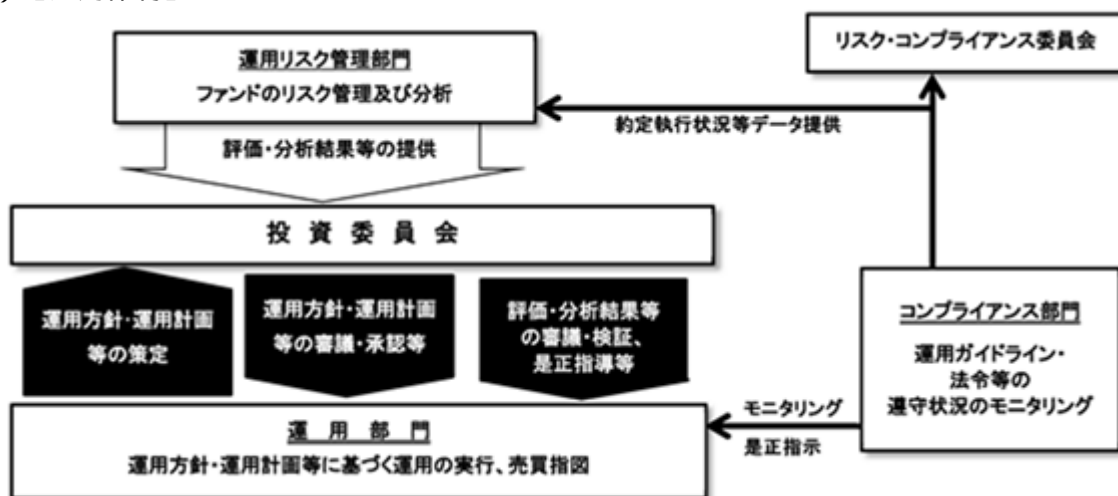 運用リスク管理部門
ファンドのリスク管理及び分析
リスク・コンプライアンス委員会
約定執行状況等データ提供
評価・分析結果等の提供
投資委員会
運用方針・運用計画
等の策定
運用方針・運用計画
等の審議・承認等
評価・分析結果等
の審議・検証、
是正指導等
コンプライアンス部門
運用ガイドライン・
法令等の
遵守状況のモニタリング
モニタリング
是正指示
運用部門
運用方針・運用計画等に基づく運用の実行、売買指図